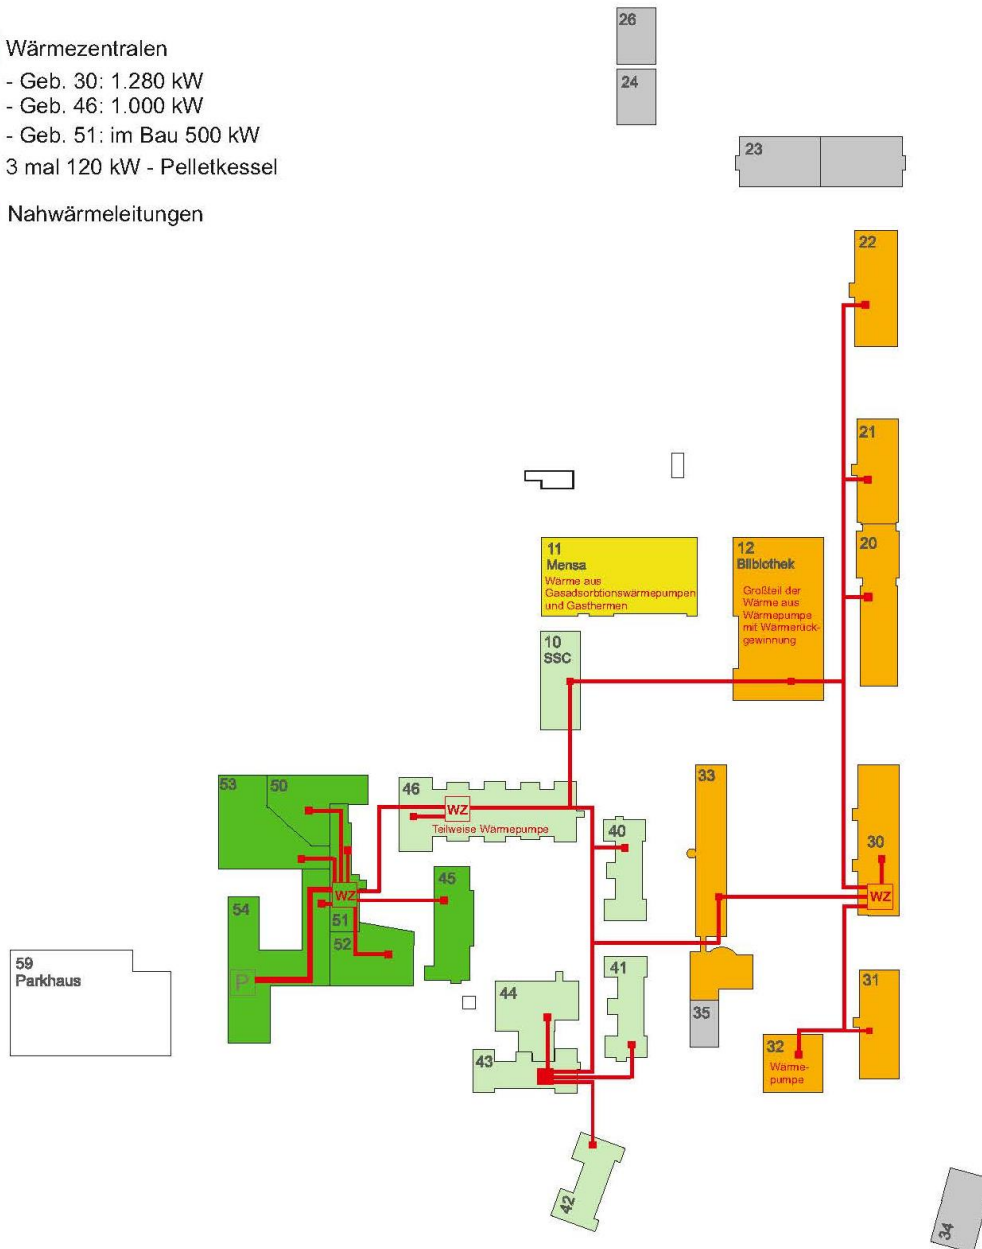 Wärmezentralen
- Geb. 30: 1.280 kW
- Geb. 46: 1.000 kW
- Geb. 51: im Bau 500 kW
3 mal 120 kW - Pelletkessel
Nahwärmeleitungen
26
24
23
22
21
20
11
Mensa
Wärme aus
Gasadsorbtionswärmepumpen
und Gasthermen
12
Bilbiothek
Großteil der
Wärme aus
Wärmepumpe
mit Wärmerück-
gewinnung
10
SSC
53
50
46
WZ
Teilweise Wärmepumpe
40
33
30
WZ
45
WZ
51
52
54
P
59
Parkhaus
44
43
41
35
31
32
Wärme-
pumpe
42
34